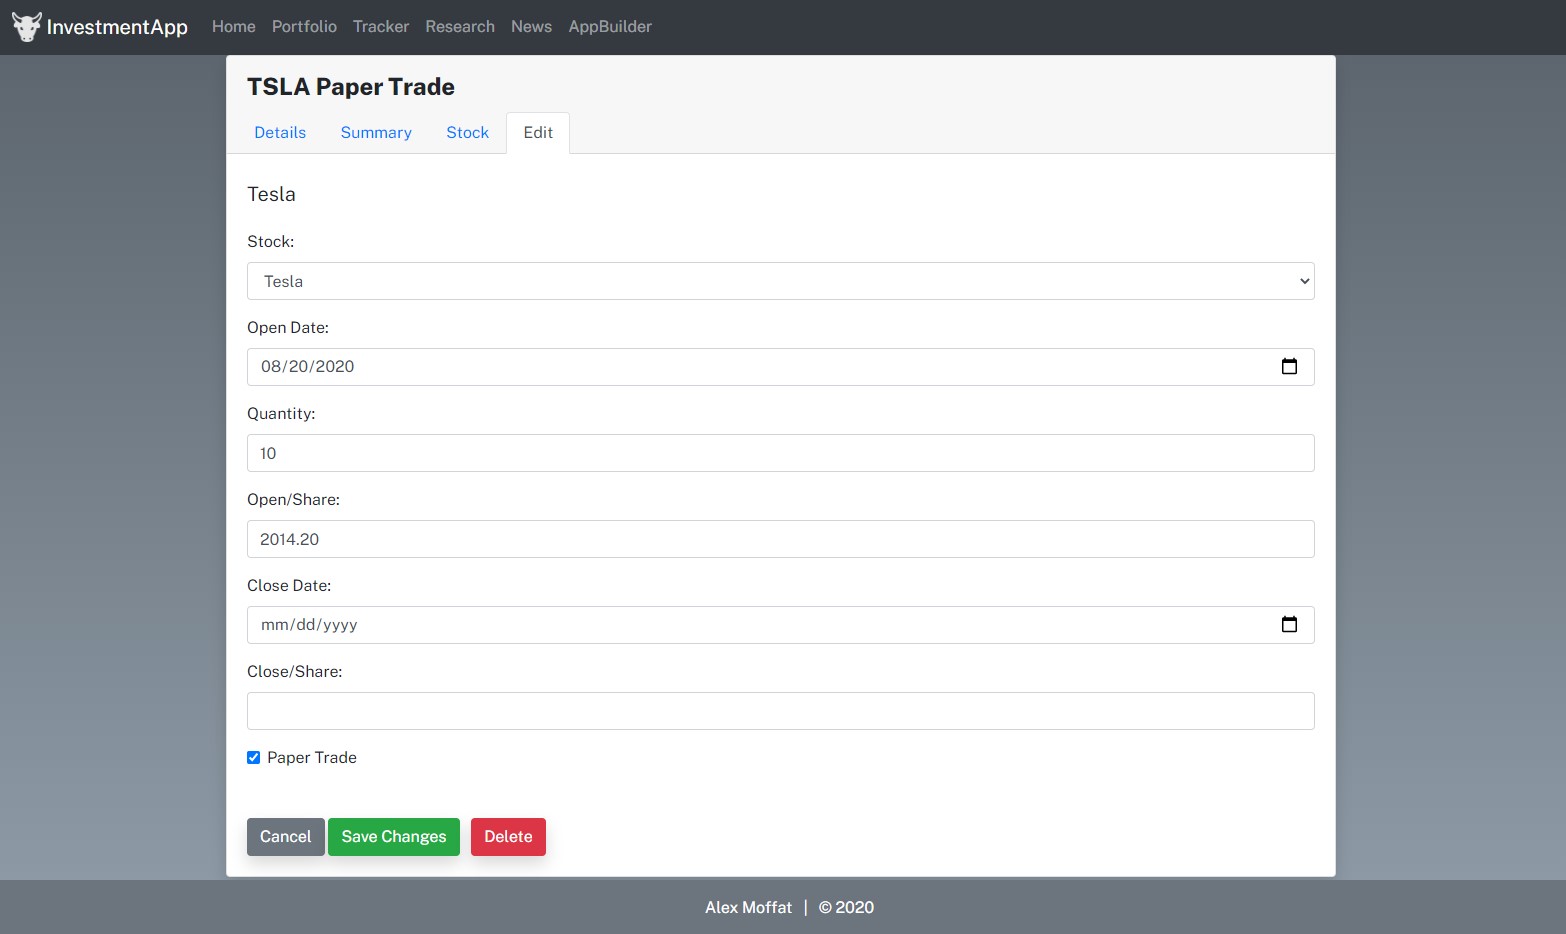 InvestmentApp Home Portfolio Tracker Research News AppBuilder
TSLA Paper Trade
Details Summary Stock Edit
Tesla
Stock:
Tesla
Open Date:
08/20/2020
Quantity:
10
Open/Share:
2014.20
Close Date:
mm/dd/yyyy
Close/Share:
Paper Trade
Cancel Save Changes Delete
Alex Moffat | © 2020